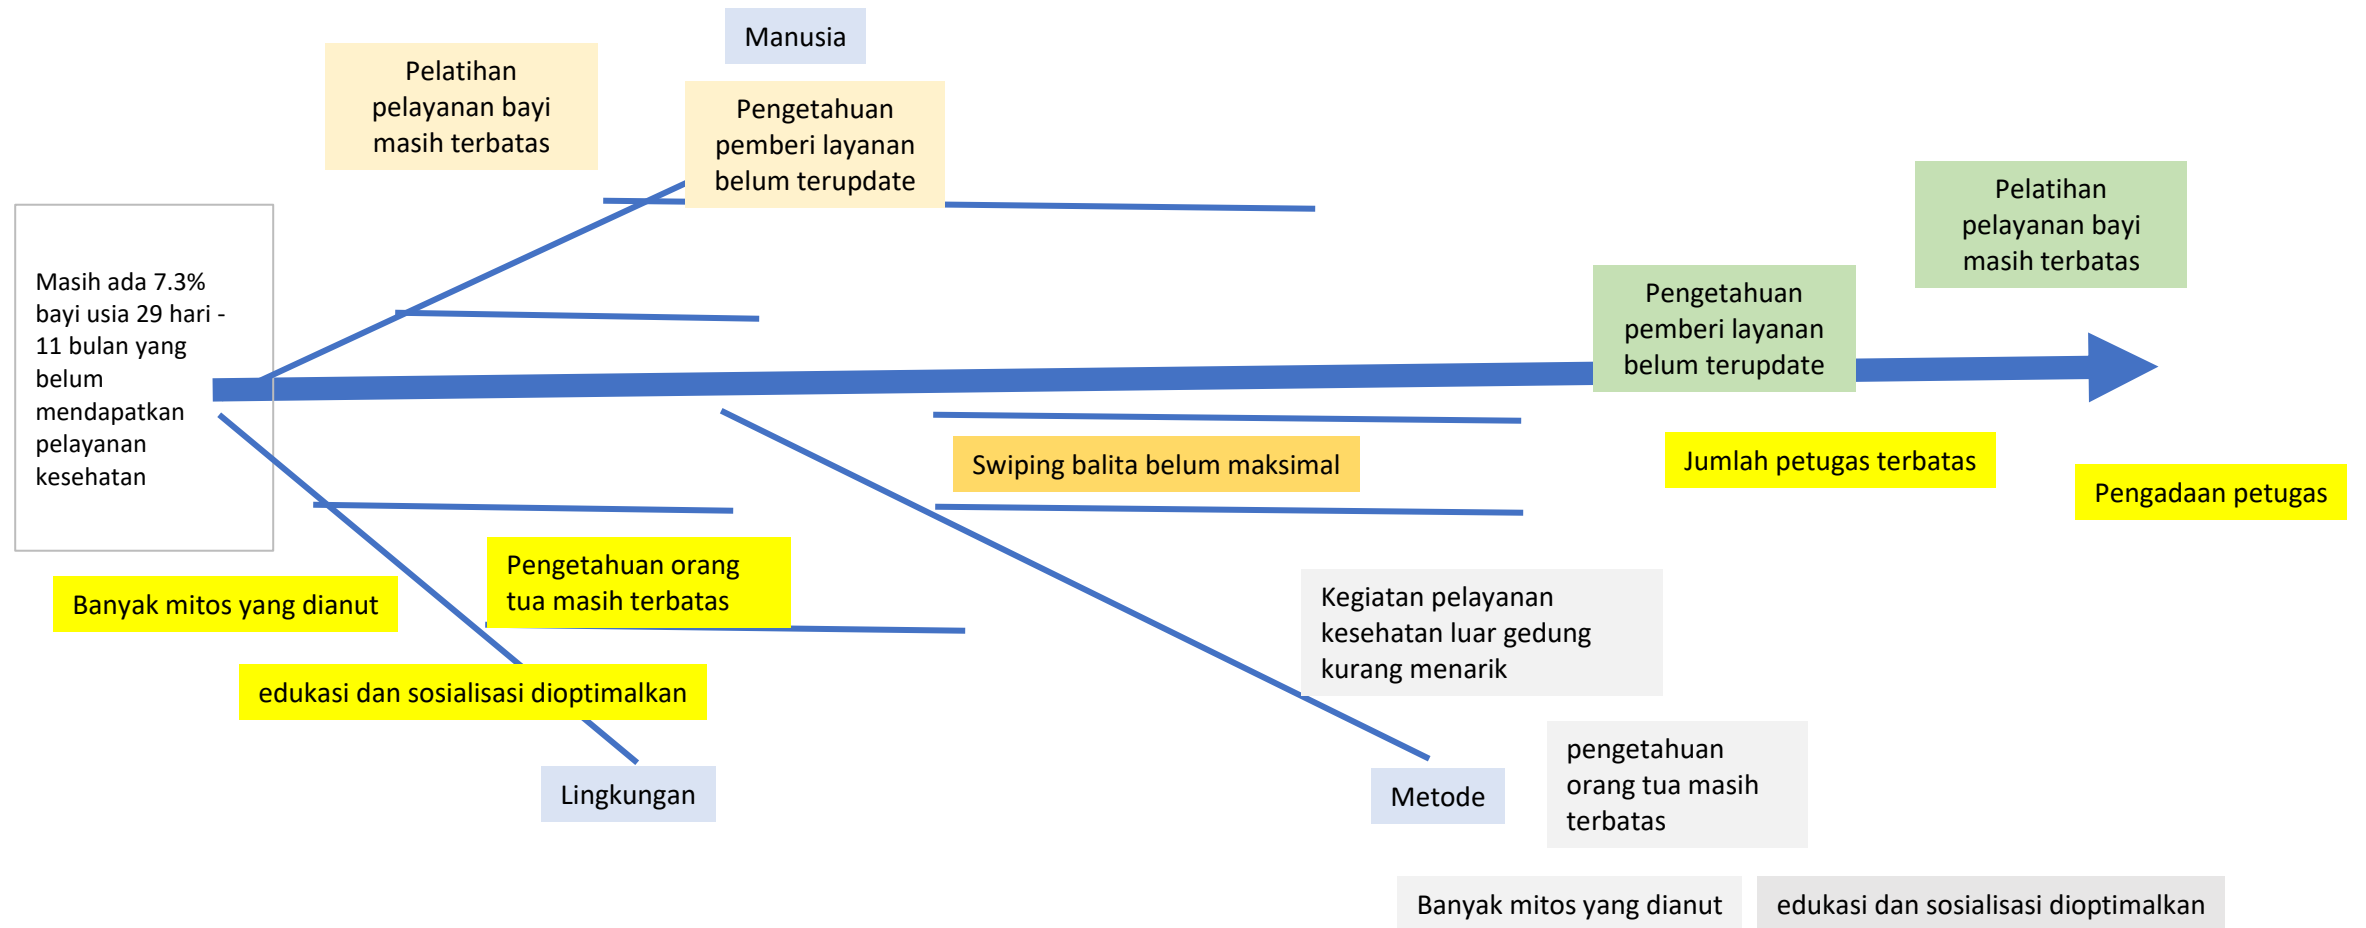 Manusia
Pelatihan
pelayanan bayi
masih terbatas
Pengetahuan
pemberi layanan
belum terupdate
Pelatihan
pelayanan bayi
masih terbatas
Masih ada 7.3%
bayi usia 29 hari -
11 bulan yang
belum
mendapatkan
pelayanan
kesehatan
Pengetahuan
pemberi layanan
belum terupdate
Swiping balita belum maksimal
Jumlah petugas terbatas
Pengadaan petugas
Banyak mitos yang dianut
Pengetahuan orang
tua masih terbatas
Kegiatan pelayanan
kesehatan luar gedung
kurang menarik
edukasi dan sosialisasi dioptimalkan
Lingkungan
Metode
pengetahuan
orang tua masih
terbatas
Banyak mitos yang dianut
edukasi dan sosialisasi dioptimalkan